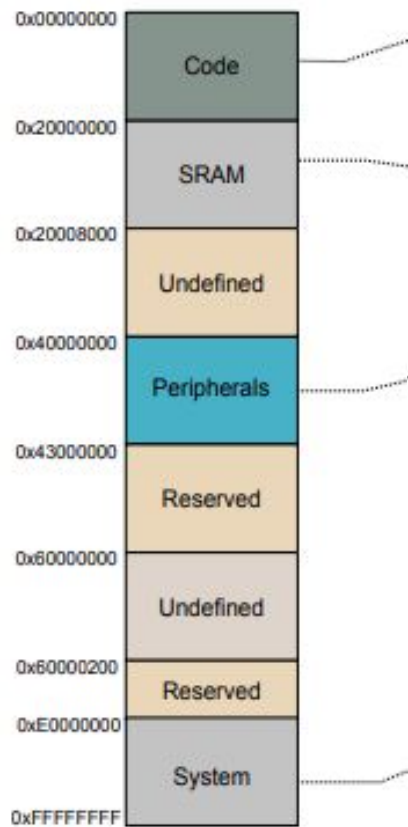 0x00000000
Code
0x20000000
SRAM
0x20008000
Undefined
0x40000000
Peripherals
0x43000000
Reserved
0x60000000
Undefined
0x60000200
Reserved
0xE0000000
System
0xFFFFFFFF